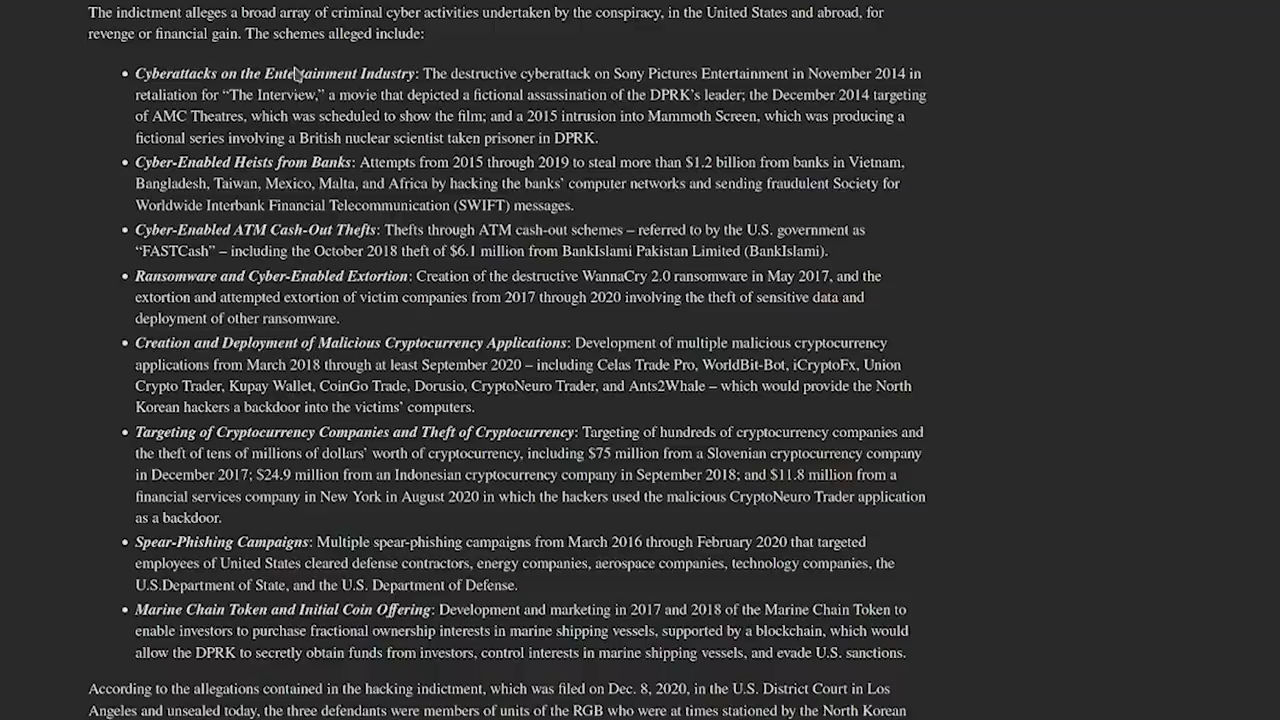 The indictment alleges a broad array of criminal cyber activities undertaken by the conspiracy, in the United States and abroad, for
revenge or financial gain. The schemes alleged include:
• Cyberattacks on the Entertainment Industry: The destructive cyberattack on Sony Pictures Entertainment in November 2014 in
retaliation for “The Interview,” a movie that depicted a fictional assassination of the DPRK’s leader; the December 2014 targeting
of AMC Theatres, which was scheduled to show the film; and a 2015 intrusion into Mammoth Screen, which was producing a
fictional series involving a British nuclear scientist taken prisoner in DPRK.
• Cyber-Enabled Heists from Banks: Attempts from 2015 through 2019 to steal more than $1.2 billion from banks in Vietnam,
Bangladesh, Taiwan, Mexico, Malta, and Africa by hacking the banks’ computer networks and sending fraudulent Society for
Worldwide Interbank Financial Telecommunication (SWIFT) messages.
• Cyber-Enabled ATM Cash-Out Thefts: Thefts through ATM cash-out schemes – referred to by the U.S. government as
“FASTCash” – including the October 2018 theft of $6.1 million from BankIslami Pakistan Limited (BankIslami).
• Ransomware and Cyber-Enabled Extortion: Creation of the destructive WannaCry 2.0 ransomware in May 2017, and the
extortion and attempted extortion of victim companies from 2017 through 2020 involving the theft of sensitive data and
deployment of other ransomware.
• Creation and Deployment of Malicious Cryptocurrency Applications: Development of multiple malicious cryptocurrency
applications from March 2018 through at least September 2020 – including Celas Trade Pro, WorldBit-Bot, iCryptoFx, Union
Crypto Trader, Kupay Wallet, CoinGo Trade, Dorusio, CryptoNeuro Trader, and Ants2Whale – which would provide the North
Korean hackers a backdoor into the victims’ computers.
• Targeting of Cryptocurrency Companies and Theft of Cryptocurrency: Targeting of hundreds of cryptocurrency companies and
the theft of tens of millions of dollars’ worth of cryptocurrency, including $75 million from a Slovenian cryptocurrency company
in December 2017; $24.9 million from an Indonesian cryptocurrency company in September 2018; and $11.8 million from a
financial services company in New York in August 2020 in which the hackers used the malicious CryptoNeuro Trader application
as a backdoor.
• Spear-Phishing Campaigns: Multiple spear-phishing campaigns from March 2016 through February 2020 that targeted
employees of United States cleared defense contractors, energy companies, aerospace companies, technology companies, the
U.S.Department of State, and the U.S. Department of Defense.
• Marine Chain Token and Initial Coin Offering: Development and marketing in 2017 and 2018 of the Marine Chain Token to
enable investors to purchase fractional ownership interests in marine shipping vessels, supported by a blockchain, which would
allow the DPRK to secretly obtain funds from investors, control interests in marine shipping vessels, and evade U.S. sanctions.
According to the allegations contained in the hacking indictment, which was filed on Dec. 8, 2020, in the U.S. District Court in Los
Angeles and unsealed today, the three defendants were members of units of the RGB who were at times stationed by the North Korean